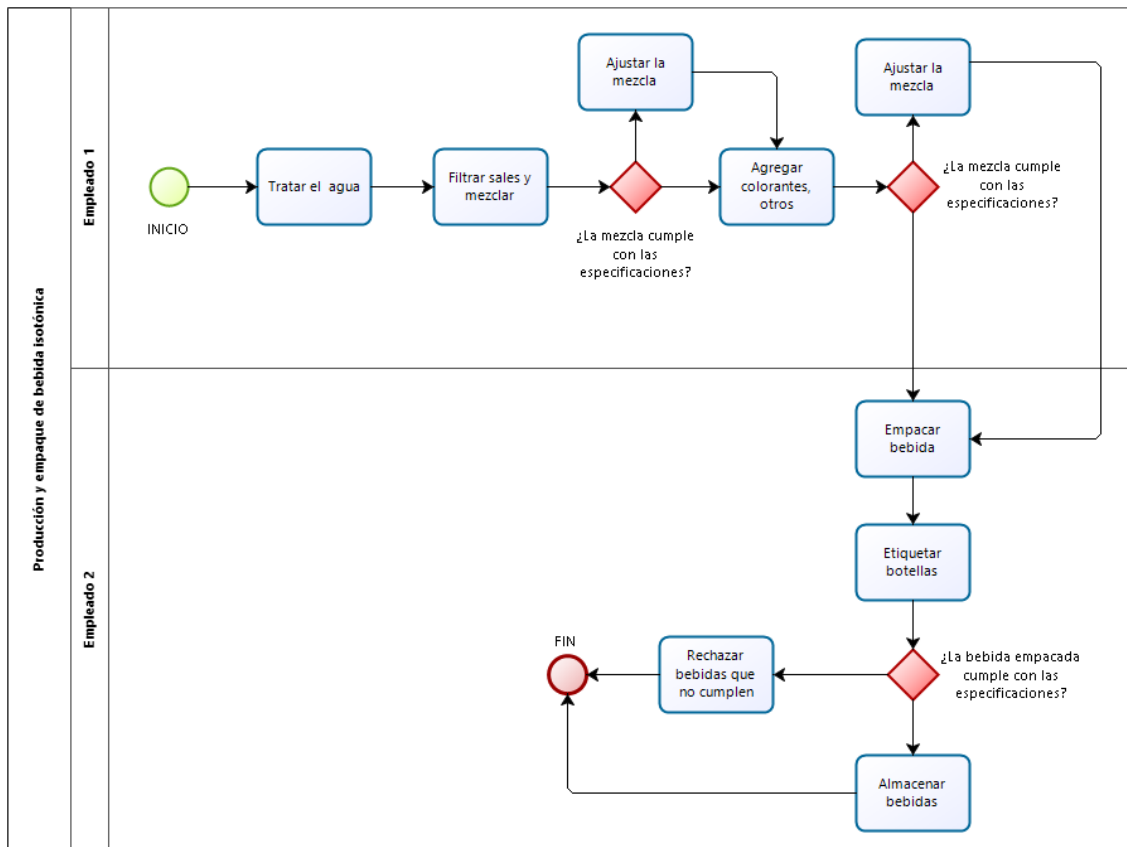 Producción y empaque de bebida isotónica
Empleado 1
INICIO
Tratar el agua
Filtrar sales y
mezclar
¿La mezcla cumple
con las
especificaciones?
Ajustar la
mezcla
Agregar
colorantes,
otros
Ajustar la
mezcla
¿La mezcla cumple
con las
especificaciones?
Empleado 2
Empacar
bebida
Etiquetar
botellas
¿La bebida empacada
cumple con las
especificaciones?
Rechazar
bebidas que
no cumplen
FIN
Almacenar
bebidas